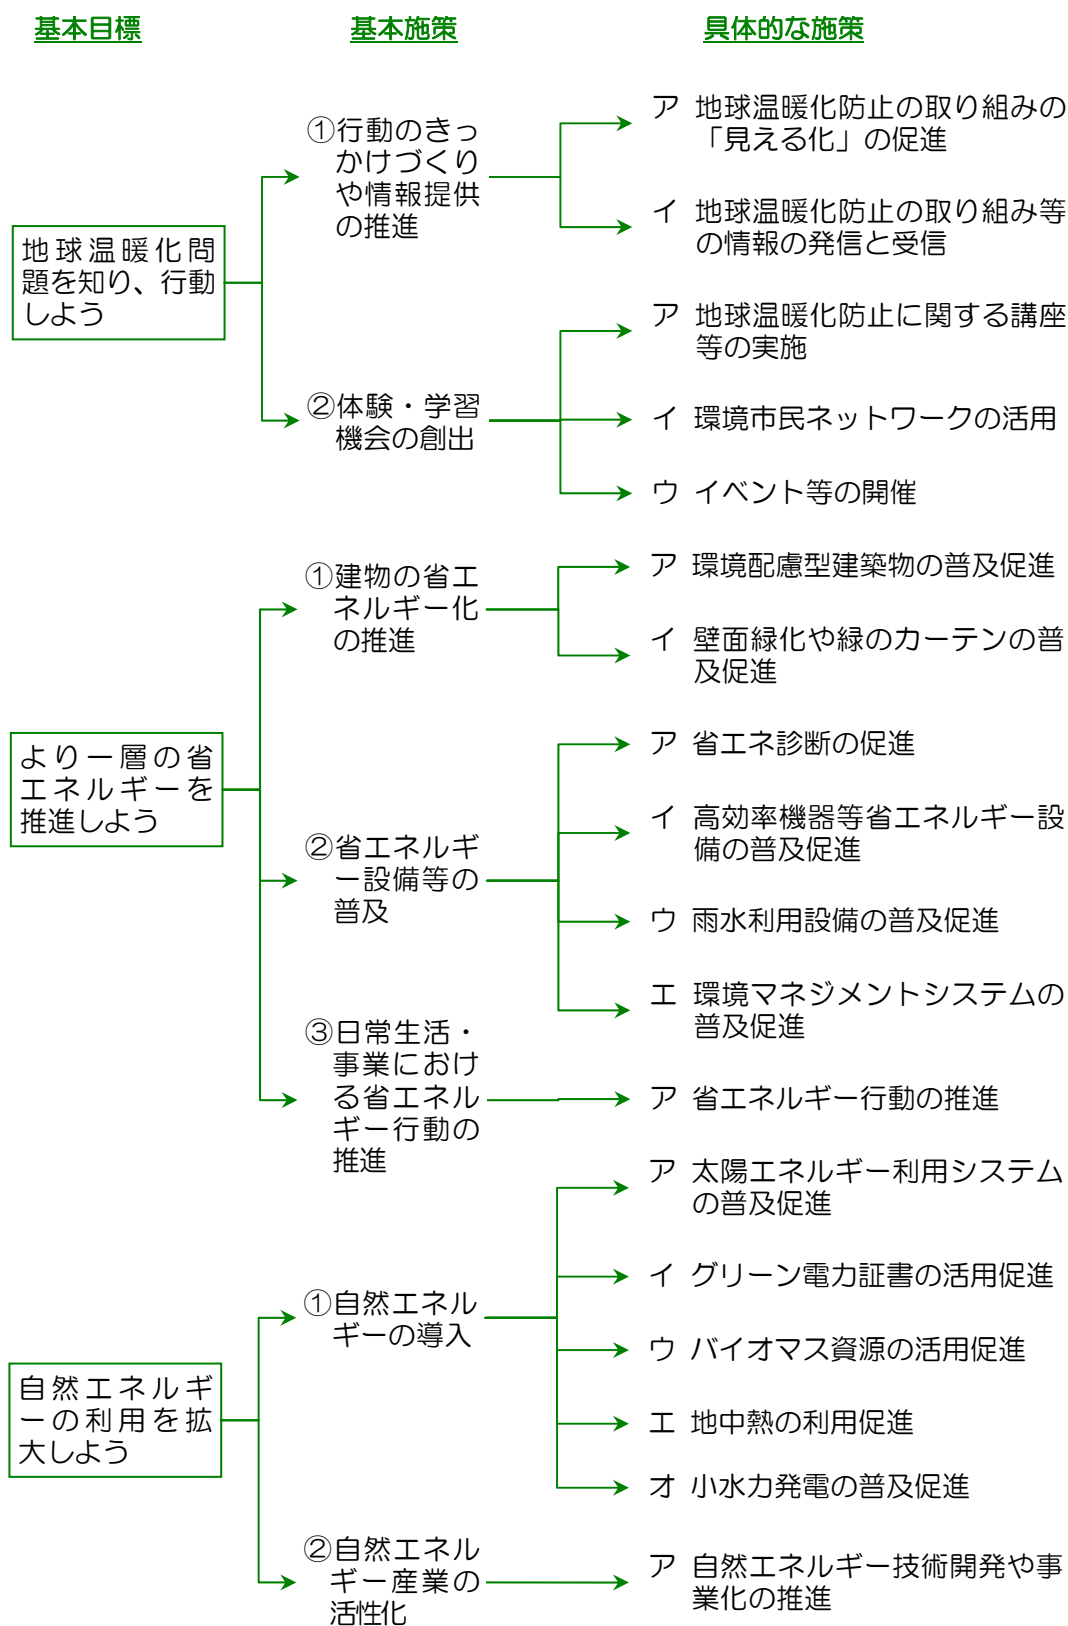 基本目標
基本施策
具体的な施策
地球温暖化問
題を知り、行動
しよう
①行動のきっ
かけづくり
や情報提供
の推進
ア 地球温暖化防止の取り組みの
「見える化」の促進
イ 地球温暖化防止の取り組み等
の情報の発信と受信
②体験・学習
機会の創出
ア 地球温暖化防止に関する講座
等の実施
イ 環境市民ネットワークの活用
ウ イベント等の開催
より一層の省
エネルギーを
推進しよう
①建物の省エ
ネルギー化
の推進
ア 環境配慮型建築物の普及促進
イ 壁面緑化や緑のカーテンの普
及促進
②省エネルギ
ー設備等の
普及
ア 省エネ診断の促進
イ 高効率機器等省エネルギー設
備の普及促進
ウ 雨水利用設備の普及促進
エ 環境マネジメントシステムの
普及促進
③日常生活・
事業におけ
る省エネル
ギー行動の
推進
ア 省エネルギー行動の推進
自然エネルギ
ーの利用を拡
大しよう
①自然エネル
ギーの導入
ア 太陽エネルギー利用システム
の普及促進
イ グリーン電力証書の活用促進
ウ バイオマス資源の活用促進
エ 地中熱の利用促進
オ 小水力発電の普及促進
②自然エネル
ギー産業の
活性化
ア 自然エネルギー技術開発や事
業化の推進